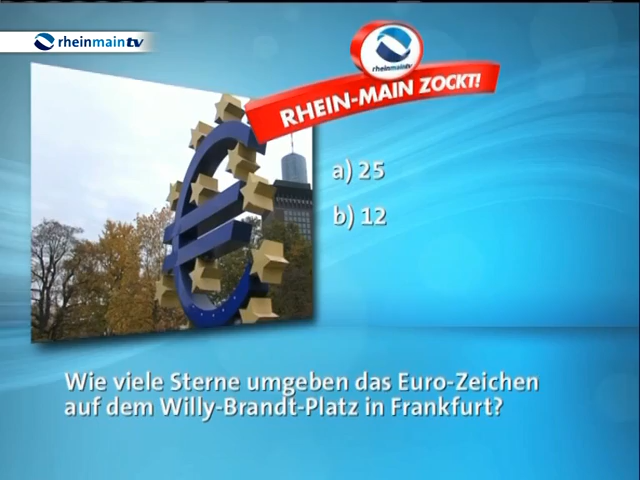 rheinmaintv
rheinmaintv
RHEIN-MAIN ZOCKT!
a) 25
b) 12
Wie viele Sterne umgeben das Euro-Zeichen
auf dem Willy-Brandt-Platz in Frankfurt?